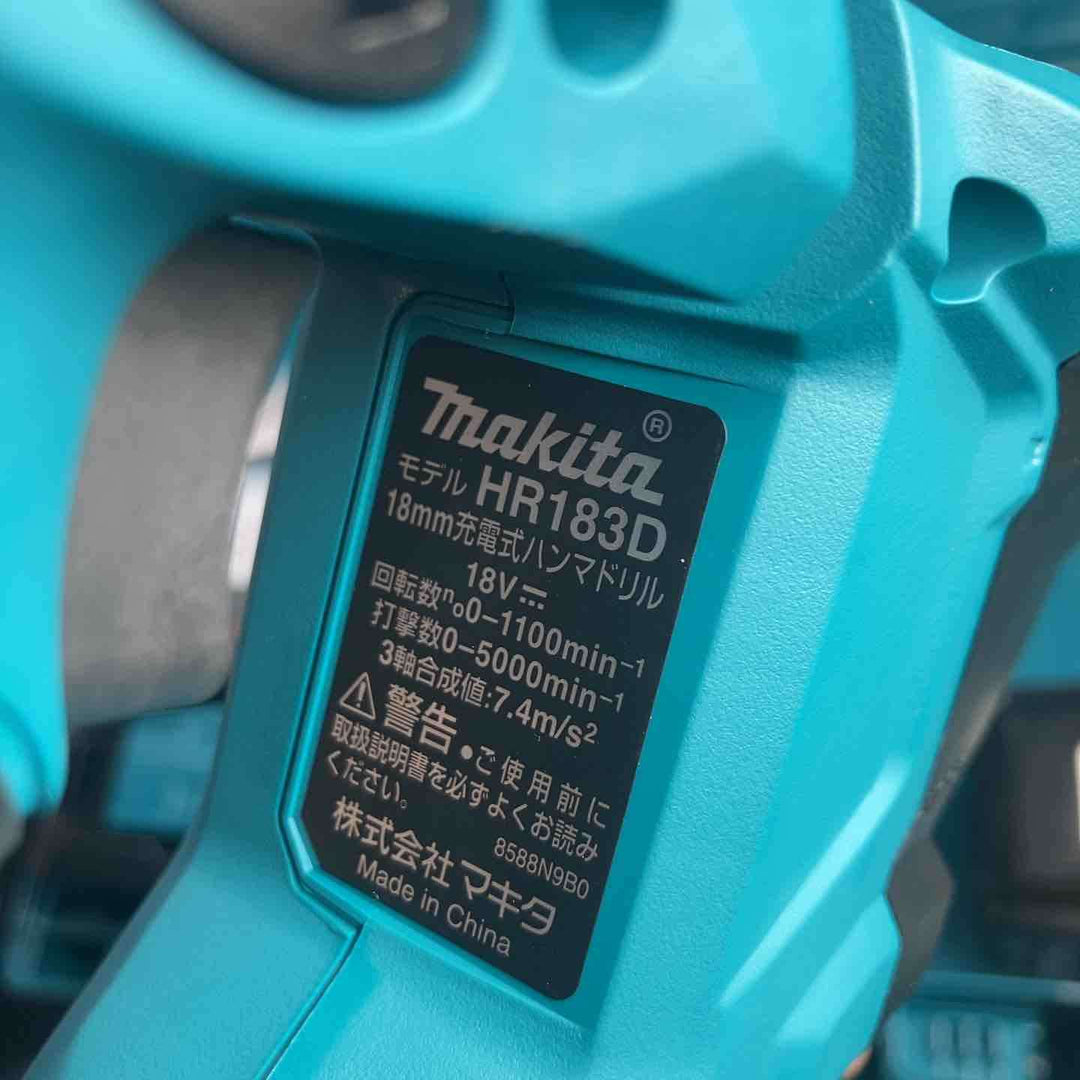 makita®
モデル HR183D
18mm充電式ハンマドリル
18V⎓
回転数n₀0-1100min⁻¹
打撃数0-5000min⁻¹
3軸合成値:7.4m/s²
⚠警告 ●ご使用前に
取扱説明書を必ずよくお読み
ください。
8588N9B0
株式会社マキタ
Made in China